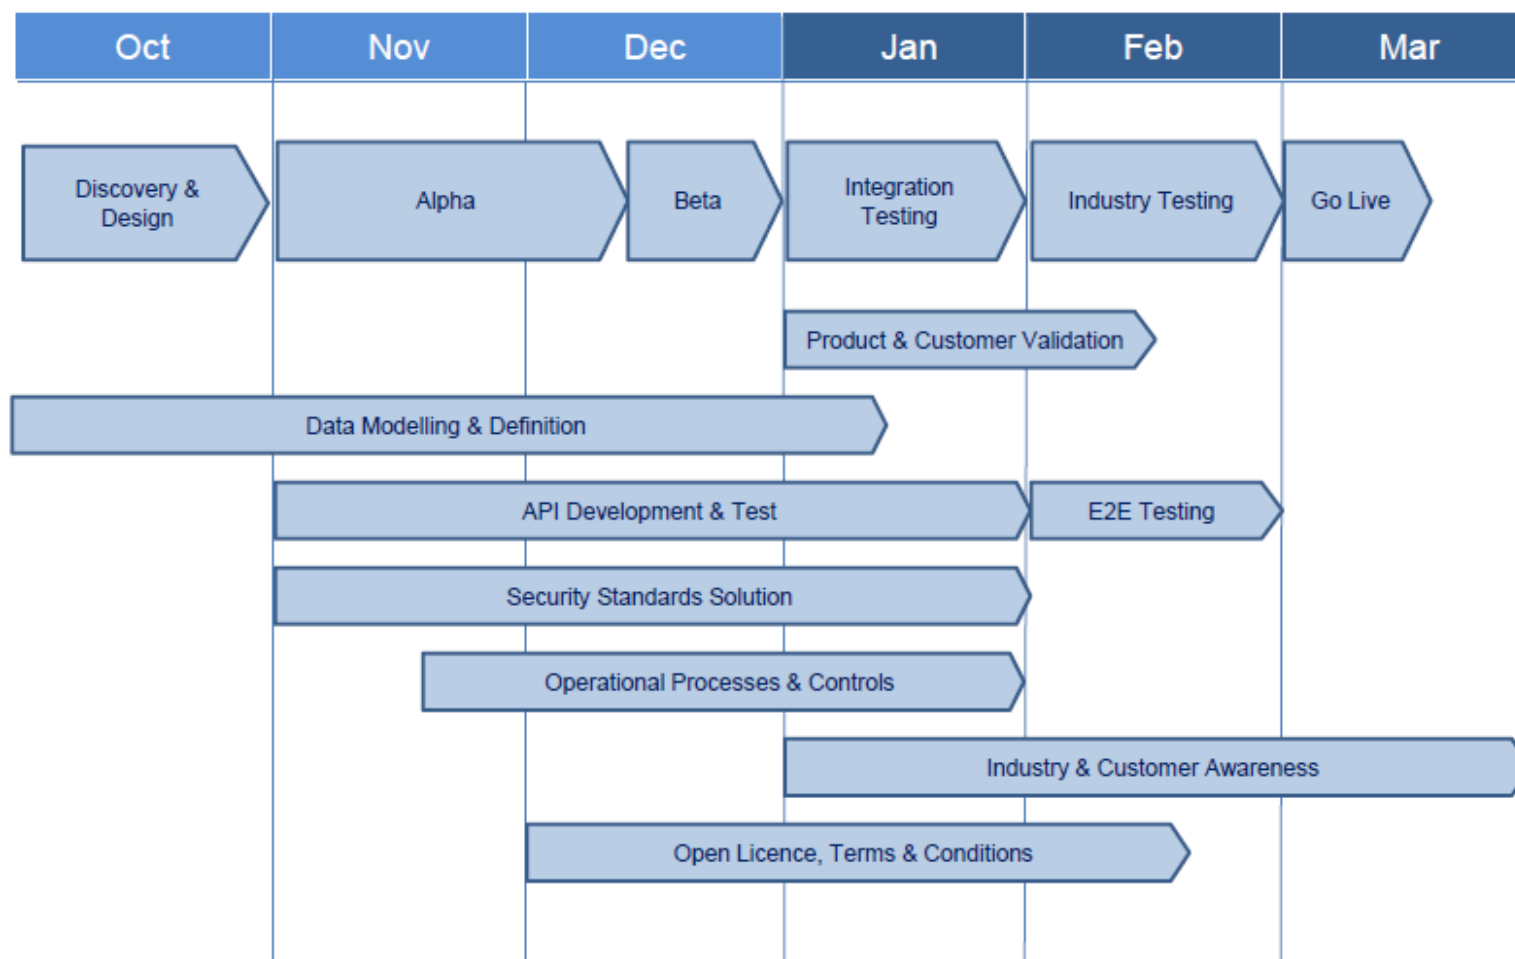 Oct
Nov
Dec
Jan
Feb
Mar
Discovery &
Design
Alpha
Beta
Integration
Testing
Industry Testing
Go Live
Product & Customer Validation
Data Modelling & Definition
API Development & Test
E2E Testing
Security Standards Solution
Operational Processes & Controls
Industry & Customer Awareness
Open Licence, Terms & Conditions